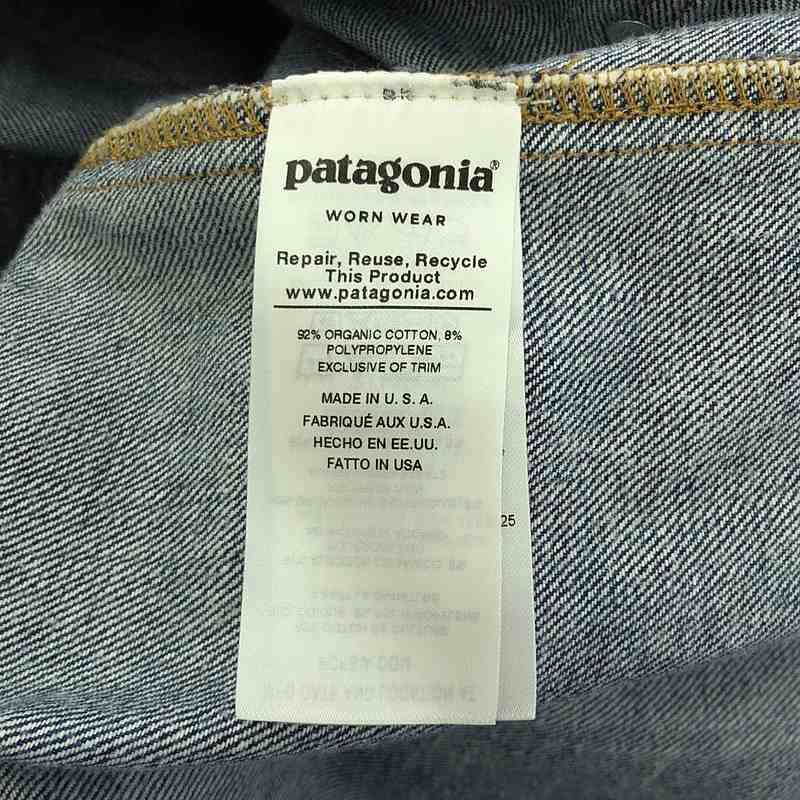 patagonia®
WORN WEAR
Repair, Reuse, Recycle
This Product
www.patagonia.com
92% ORGANIC COTTON, 8%
POLYPROPYLENE
EXCLUSIVE OF TRIM
MADE IN U. S. A.
FABRIQUÉ AUX U.S.A.
HECHO EN EE.UU.
FATTO IN USA
25